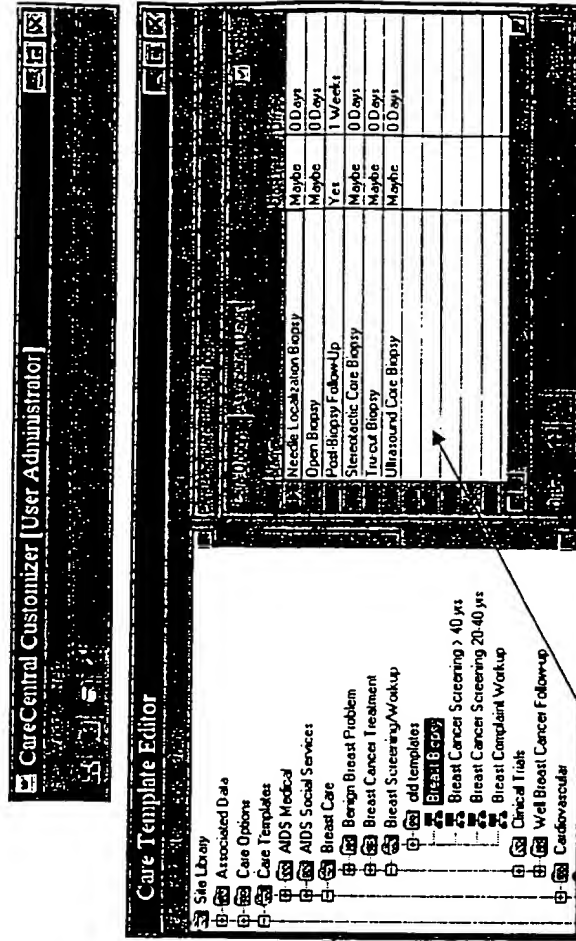 CareCentral Customizer [User Administrator]
Care Template Editor
Site Library
Associated Data
Care Options
Care Templates
AIDS Medical
AIDS Social Services
Breast Care
Benign Breast Problem
Breast Cancer Treatment
Breast Screening/Workup
old templates
Breast Biopsy
Breast Cancer Screening > 40 yrs
Breast Cancer Screening 20-40 yrs
Breast Complaint Workup
Clinical Trials
Well Breast Cancer Followup
Cardiovascular
Needle Localization Biopsy Maybe 0 Days
Open Biopsy Maybe 0 Days
Post-Biopsy Follow-Up Yes 1 Weeks
Stereotactic Core Biopsy Maybe 0 Days
Tru-cut Biopsy Maybe 0 Days
Ultrasound Core Biopsy Maybe 0 Days